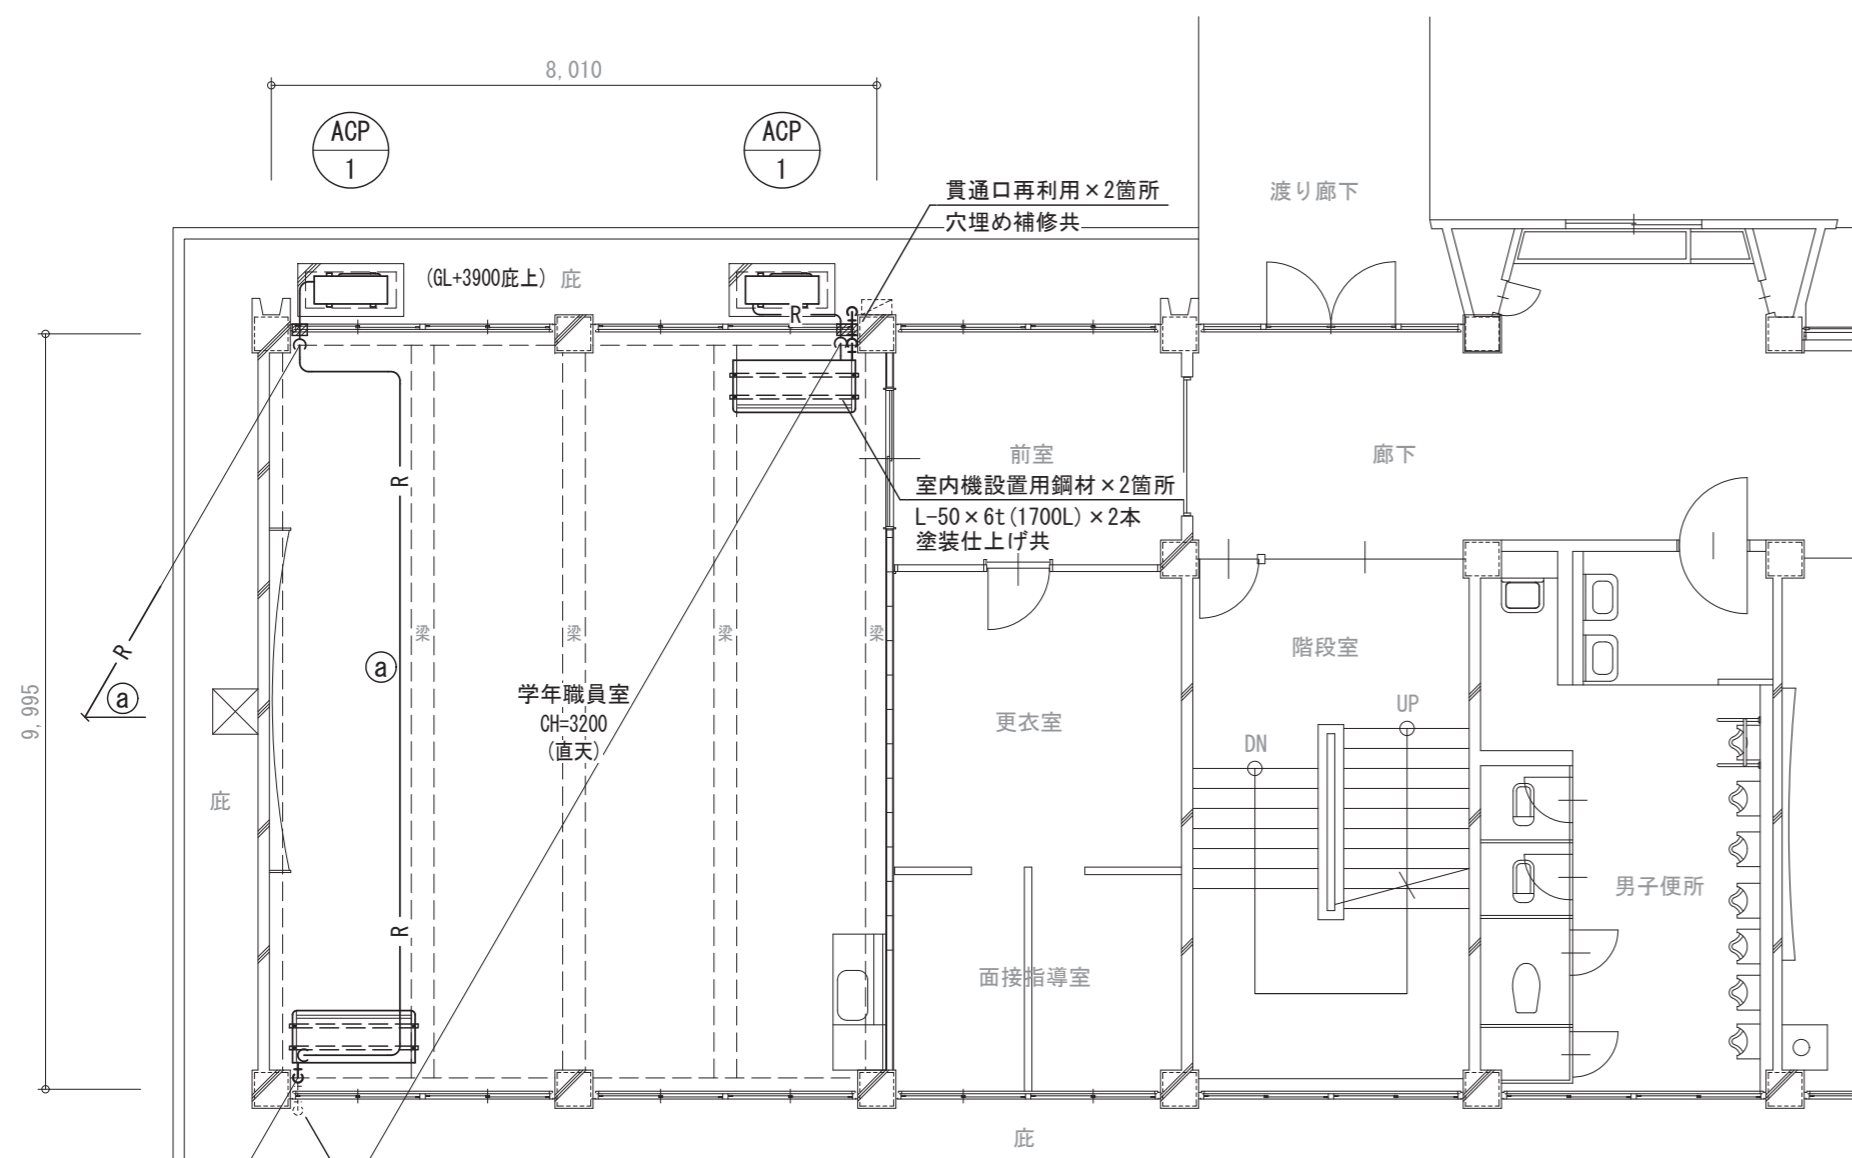 8,010
ACP
1
ACP
1
貫通口再利用×2箇所
穴埋め補修共
渡り廊下
(GL+3900庇上)
庇
R
R
前室
廊下
室内機設置用鋼材×2箇所
L-50×6t(1700L)×2本
塗装仕上げ共
梁
梁
梁
梁
R
a
a
9,995
学年職員室
CH=3200
(直天)
階段室
更衣室
UP
DN
庇
男子便所
R
面接指導室
庇